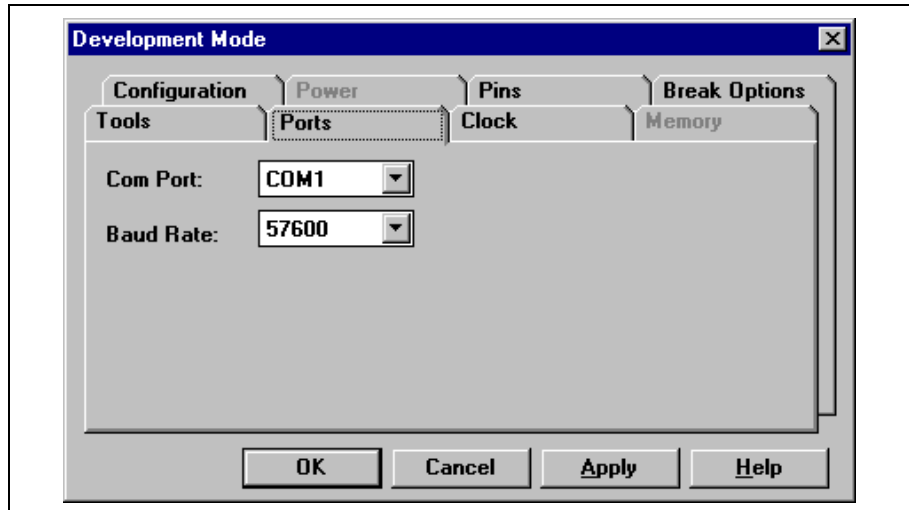 Development Mode
Configuration Power Pins Break Options
Tools Ports Clock Memory
Com Port: COM1
Baud Rate: 57600
OK Cancel Apply Help